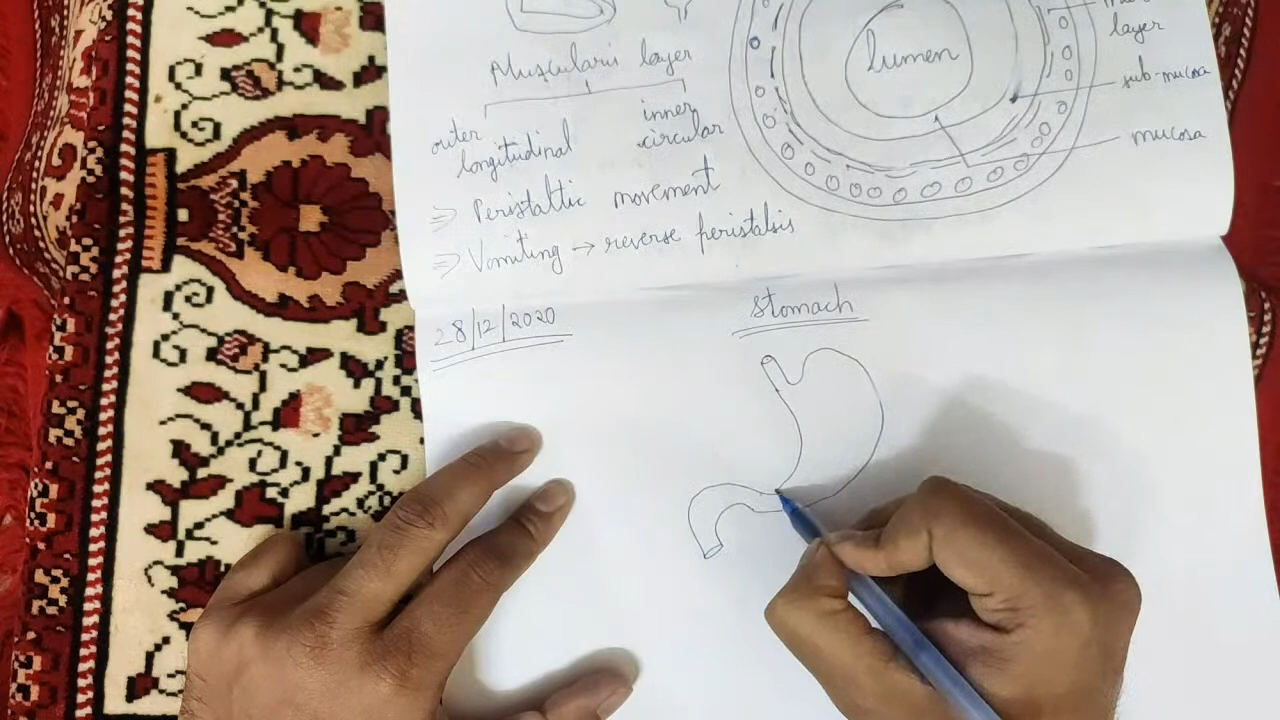 Muscularis layer
outer longitudinal
inner circular
⇒ Peristaltic movement
⇒ Vomiting → reverse peristalsis
lumen
layer
sub-mucosa
mucosa
28/12/2020
Stomach